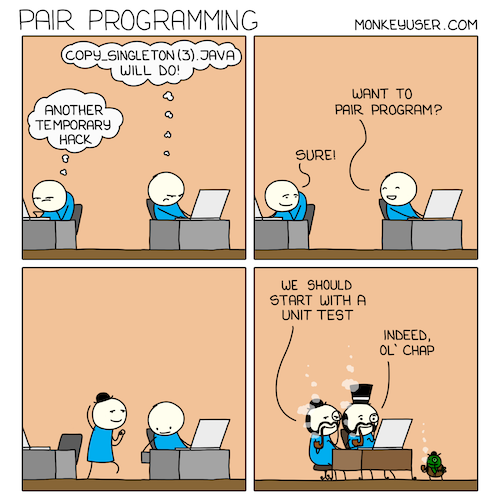 PAIR PROGRAMMING
MONKEYUSER.COM
COPY_SINGLETON(3).JAVA
WILL DO!
ANOTHER
TEMPORARY
HACK
WANT TO
PAIR PROGRAM?
SURE!
WE SHOULD
START WITH A
UNIT TEST
INDEED,
OL' CHAP